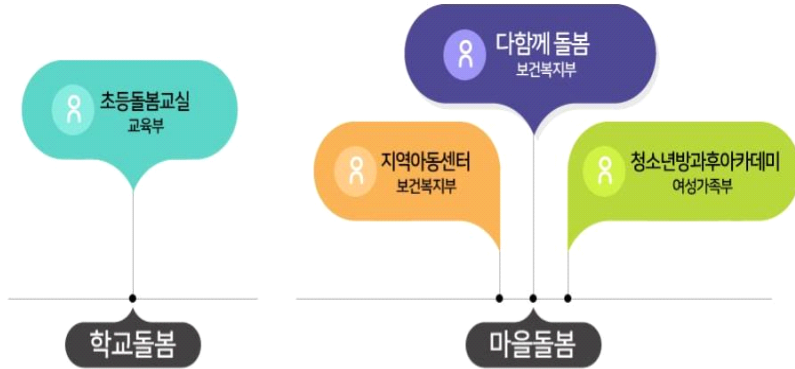 초등돌봄교실
교육부
학교돌봄
다함께 돌봄
보건복지부
지역아동센터
보건복지부
청소년방과후아카데미
여성가족부
마을돌봄